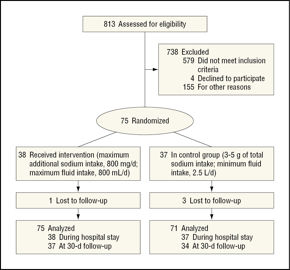 813 Assessed for eligibility
738 Excluded
579 Did not meet inclusion
criteria
4 Declined to participate
155 For other reasons
75 Randomized
38 Received intervention (maximum
additional sodium intake, 800 mg/d;
maximum fluid intake, 800 mL/d)
37 In control group (3-5 g of total
sodium intake; minimum fluid
intake, 2.5 L/d)
1 Lost to follow-up
3 Lost to follow-up
75 Analyzed
38 During hospital stay
37 At 30-d follow-up
71 Analyzed
37 During hospital stay
34 At 30-d follow-up